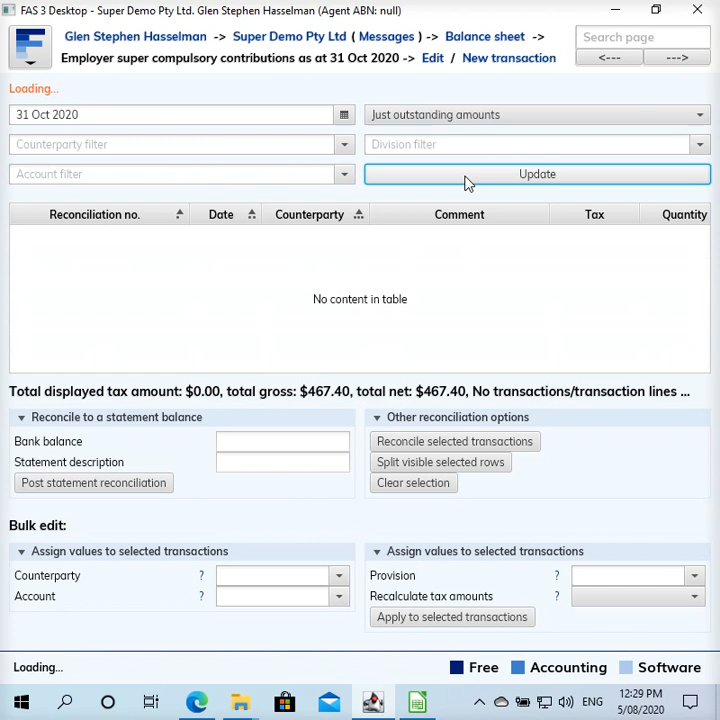 FAS 3 Desktop - Super Demo Pty Ltd. Glen Stephen Hasselman (Agent ABN: null)
Glen Stephen Hasselman -> Super Demo Pty Ltd ( Messages ) -> Balance sheet ->
Employer super compulsory contributions as at 31 Oct 2020 -> Edit / New transaction
Search page
<--- --->
Loading...
31 Oct 2020 Just outstanding amounts
Counterparty filter Division filter
Account filter Update
Reconciliation no. Date Counterparty Comment Tax Quantity
No content in table
Total displayed tax amount: $0.00, total gross: $467.40, total net: $467.40, No transactions/transaction lines ...
Reconcile to a statement balance Other reconciliation options
Bank balance Reconcile selected transactions
Statement description Split visible selected rows
Post statement reconciliation Clear selection
Bulk edit:
Assign values to selected transactions Assign values to selected transactions
Counterparty ? Provision ?
Account ? Recalculate tax amounts ?
Apply to selected transactions
Loading... Free Accounting Software
ENG 12:29 PM
5/08/2020